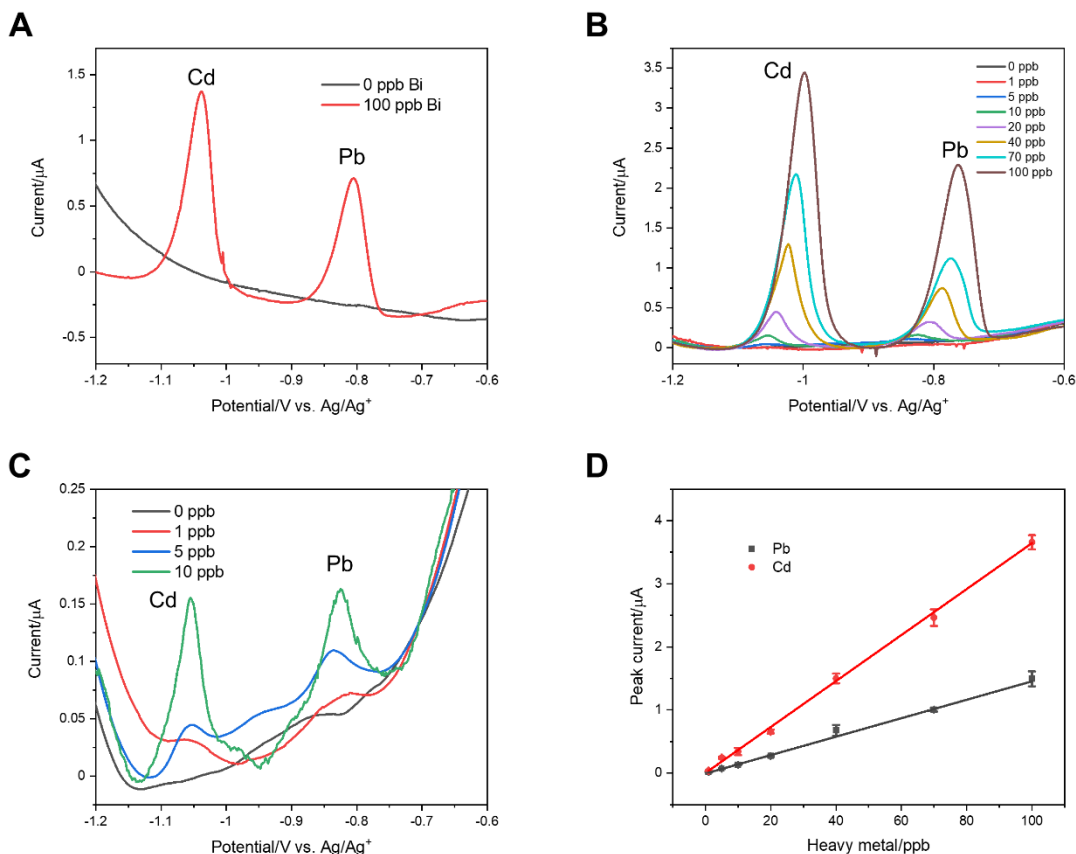 A
Current/μA
1.5
1
0.5
0
-0.5
Cd
Pb
0 ppb Bi
100 ppb Bi
-1.2
-1.1
-1
-0.9
-0.8
-0.7
-0.6
Potential/V vs. Ag/Ag⁺
B
Current/μA
3.5
3
2.5
2
1.5
1
0.5
0
Cd
Pb
0 ppb
1 ppb
5 ppb
10 ppb
20 ppb
40 ppb
70 ppb
100 ppb
-1.2
-1
-0.8
-0.6
Potential/V vs. Ag/Ag⁺
C
Current/μA
0.25
0.2
0.15
0.1
0.05
0
0 ppb
1 ppb
5 ppb
10 ppb
Cd
Pb
-1.2
-1.1
-1
-0.9
-0.8
-0.7
-0.6
Potential/V vs. Ag/Ag⁺
D
Peak current/μA
4
3
2
1
0
Pb
Cd
0
20
40
60
80
100
Heavy metal/ppb